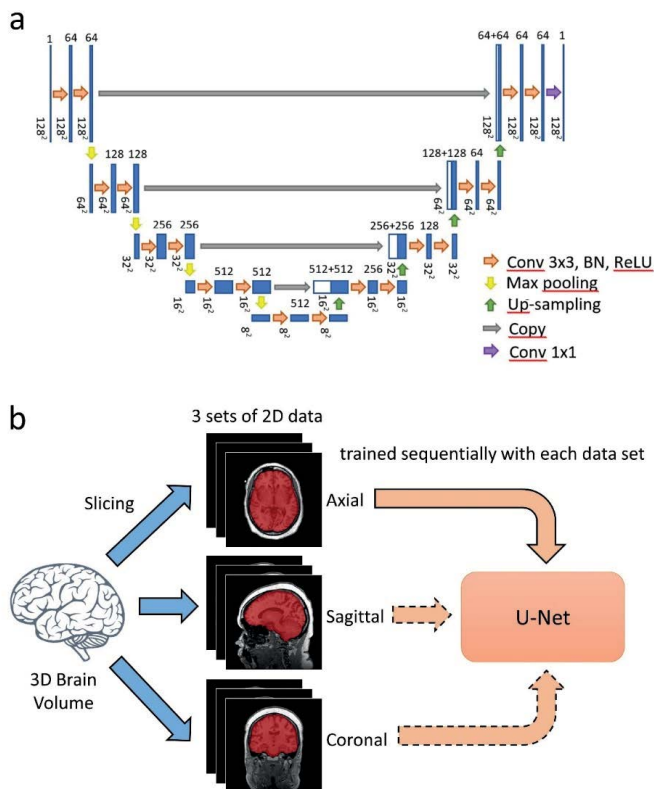 a
1 64 64 64+64 64 64 1
128² 128² 128² 128² 128² 128² 128²
128 128 128+128 64
64² 64² 64² 64² 64² 64²
256 256 256+256 128
32² 32² 32² 32² 32² 32²
512 512 512+512 256
16² 16² 16² 16² 16² 16²
512
8² 8² 8²
Conv 3x3, BN, ReLU
Max pooling
Up-sampling
Copy
Conv 1x1
b
3 sets of 2D data
trained sequentially with each data set
Slicing
Axial
Sagittal
U-Net
3D Brain
Volume
Coronal